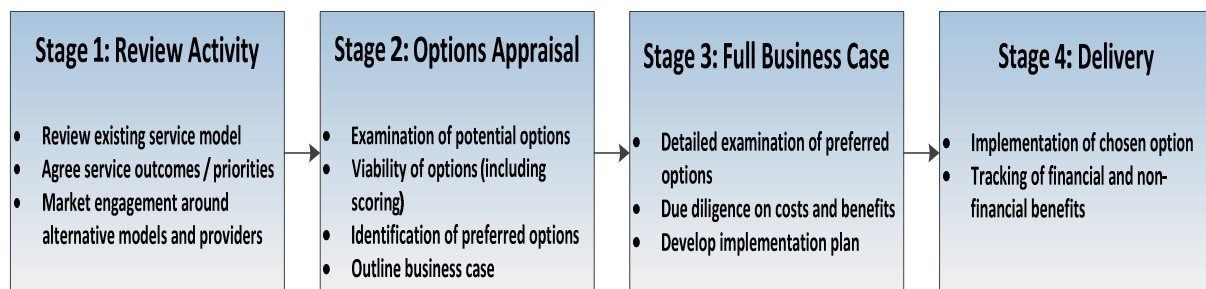 Stage 1: Review Activity
• Review existing service model
• Agree service outcomes / priorities
• Market engagement around
alternative models and providers
Stage 2: Options Appraisal
• Examination of potential options
• Viability of options (including
scoring)
• Identification of preferred options
• Outline business case
Stage 3: Full Business Case
• Detailed examination of preferred
options
• Due diligence on costs and benefits
• Develop implementation plan
Stage 4: Delivery
• Implementation of chosen option
• Tracking of financial and non-
financial benefits